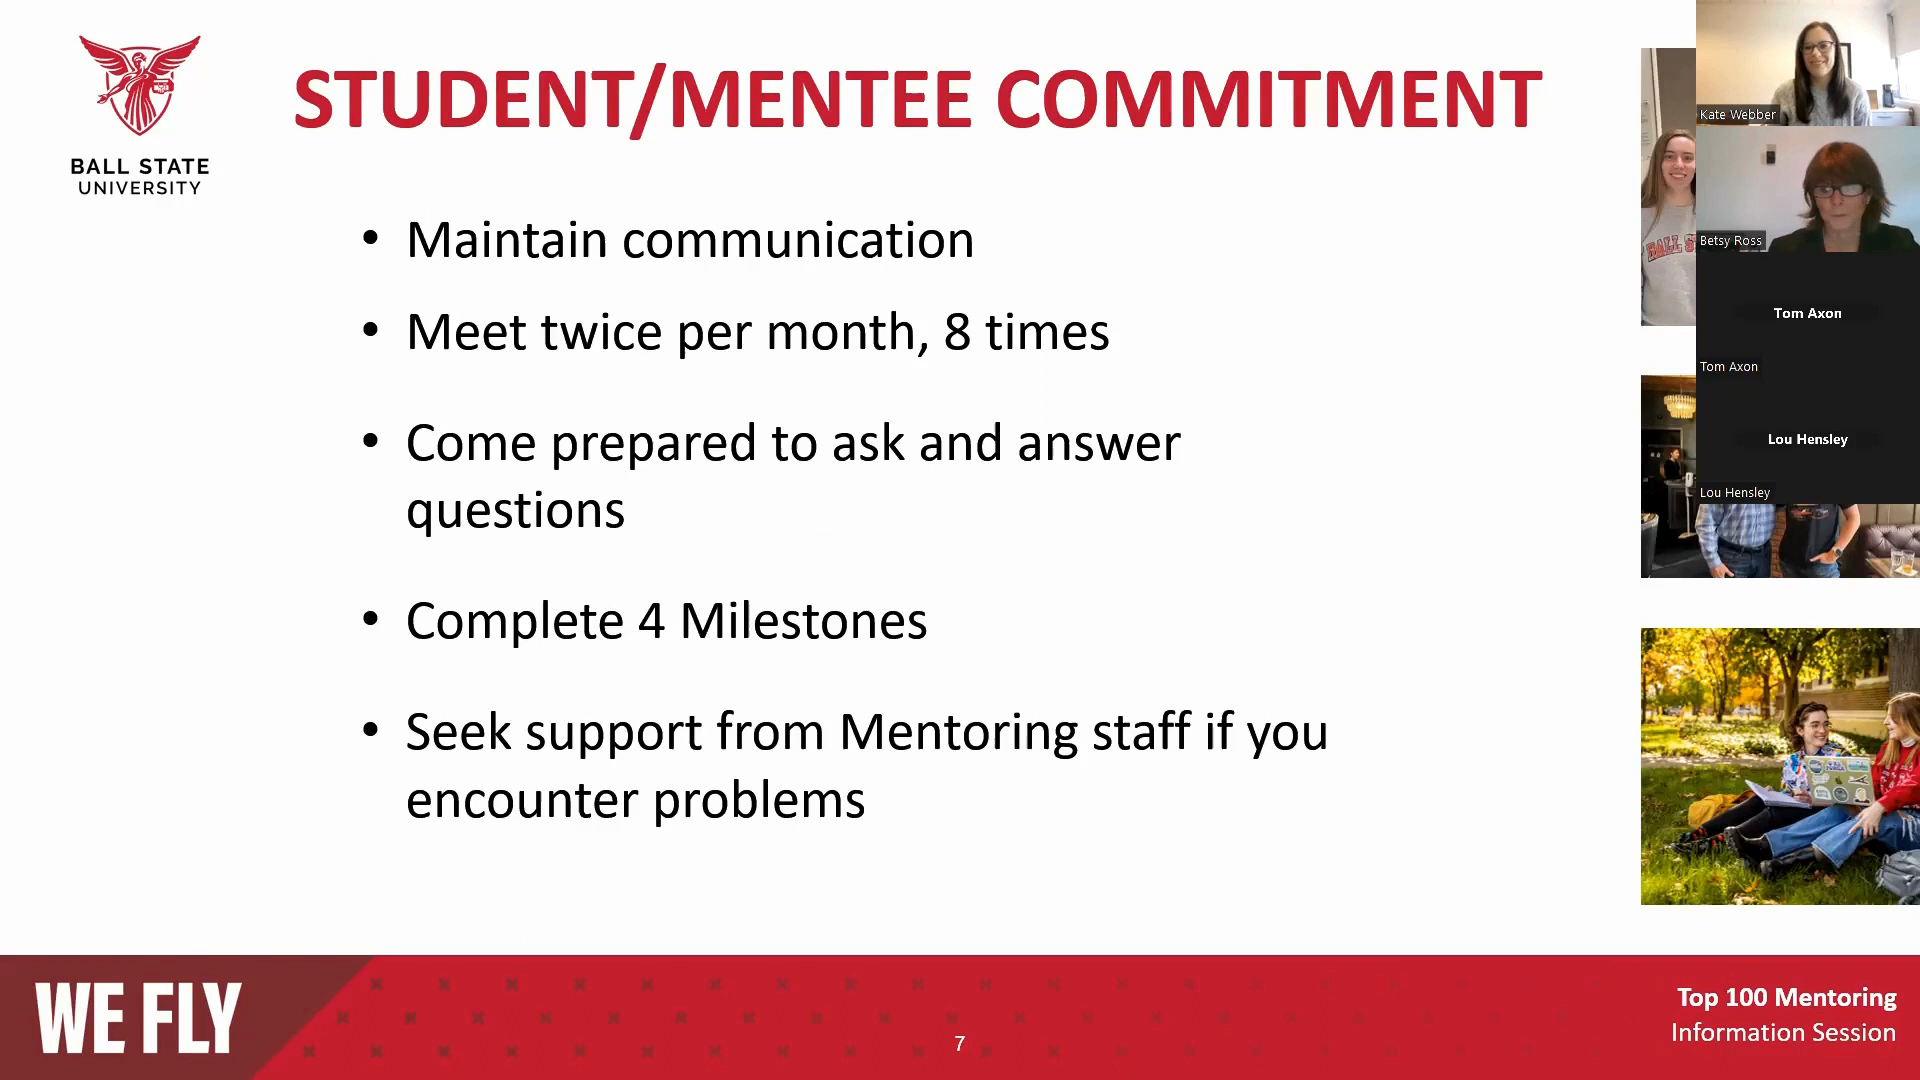 BALL STATE
UNIVERSITY
STUDENT/MENTEE COMMITMENT
• Maintain communication
• Meet twice per month, 8 times
• Come prepared to ask and answer
questions
• Complete 4 Milestones
• Seek support from Mentoring staff if you
encounter problems
Kate Webber
BALL S
Betsy Ross
Tom Axon
Tom Axon
Lou Hensley
Lou Hensley
WE FLY
7
Top 100 Mentoring
Information Session